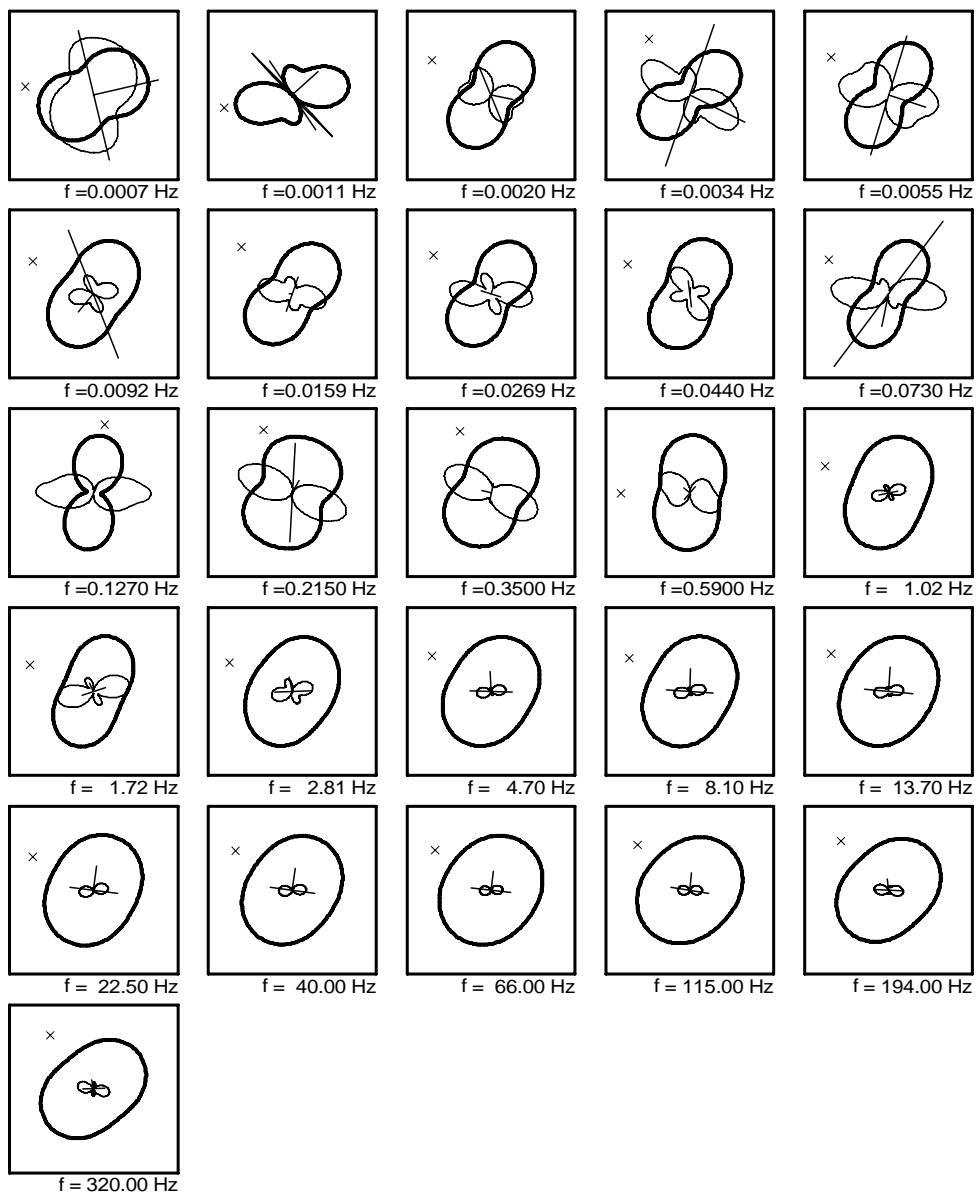 f =0.0007 Hz f =0.0011 Hz f =0.0020 Hz f =0.0034 Hz f =0.0055 Hz
f =0.0092 Hz f =0.0159 Hz f =0.0269 Hz f =0.0440 Hz f =0.0730 Hz
f =0.1270 Hz f =0.2150 Hz f =0.3500 Hz f =0.5900 Hz f = 1.02 Hz
f = 1.72 Hz f = 2.81 Hz f = 4.70 Hz f = 8.10 Hz f = 13.70 Hz
f = 22.50 Hz f = 40.00 Hz f = 66.00 Hz f = 115.00 Hz f = 194.00 Hz
f = 320.00 Hz